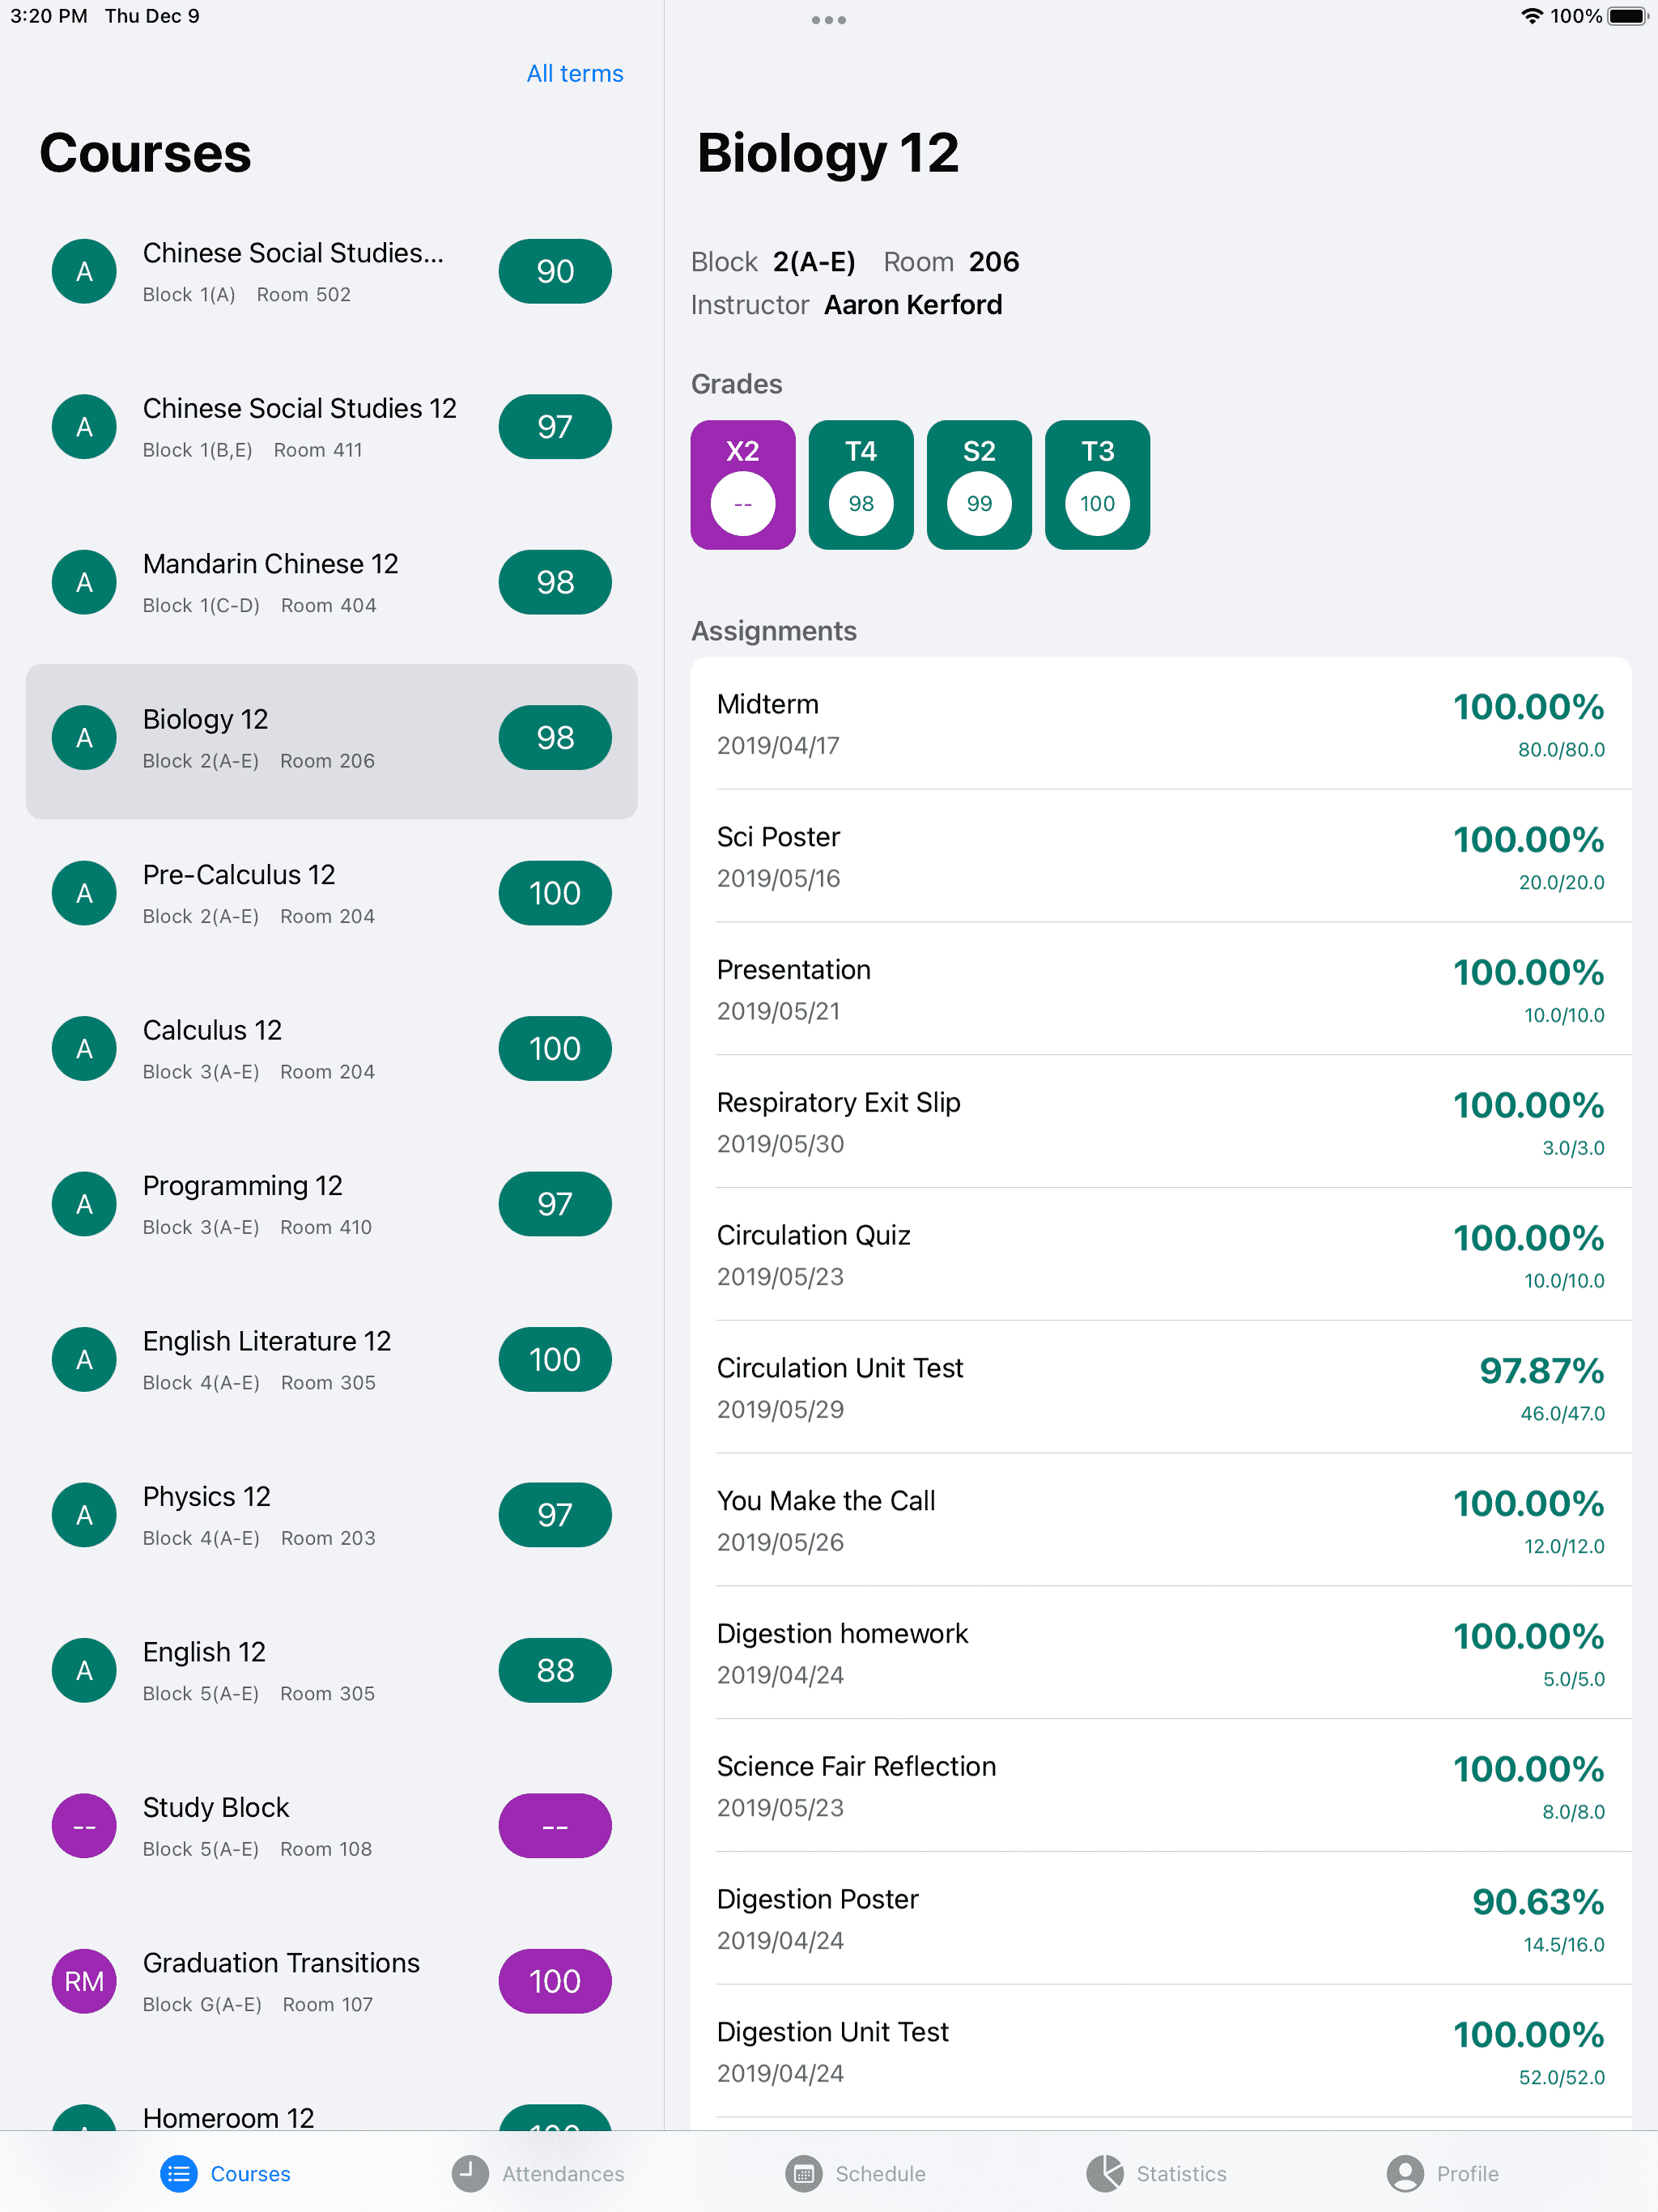 3:20 PM Thu Dec 9
100%
All terms
Courses
A
Chinese Social Studies...
Block 1(A) Room 502
90
A
Chinese Social Studies 12
Block 1(B,E) Room 411
97
A
Mandarin Chinese 12
Block 1(C-D) Room 404
98
A
Biology 12
Block 2(A-E) Room 206
98
A
Pre-Calculus 12
Block 2(A-E) Room 204
100
A
Calculus 12
Block 3(A-E) Room 204
100
A
Programming 12
Block 3(A-E) Room 410
97
A
English Literature 12
Block 4(A-E) Room 305
100
A
Physics 12
Block 4(A-E) Room 203
97
A
English 12
Block 5(A-E) Room 305
88
--
Study Block
Block 5(A-E) Room 108
--
RM
Graduation Transitions
Block G(A-E) Room 107
100
A
Homeroom 12
100
Biology 12
Block 2(A-E) Room 206
Instructor Aaron Kerford
Grades
X2 T4 S2 T3
-- 98 99 100
Assignments
Midterm 100.00%
2019/04/17 80.0/80.0
Sci Poster 100.00%
2019/05/16 20.0/20.0
Presentation 100.00%
2019/05/21 10.0/10.0
Respiratory Exit Slip 100.00%
2019/05/30 3.0/3.0
Circulation Quiz 100.00%
2019/05/23 10.0/10.0
Circulation Unit Test 97.87%
2019/05/29 46.0/47.0
You Make the Call 100.00%
2019/05/26 12.0/12.0
Digestion homework 100.00%
2019/04/24 5.0/5.0
Science Fair Reflection 100.00%
2019/05/23 8.0/8.0
Digestion Poster 90.63%
2019/04/24 14.5/16.0
Digestion Unit Test 100.00%
2019/04/24 52.0/52.0
Courses Attendances Schedule Statistics Profile